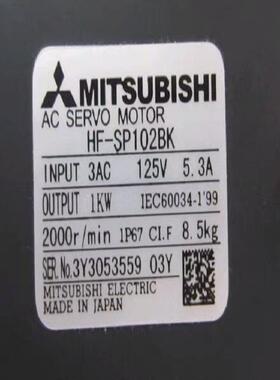 MITSUBISHI
AC SERVO MOTOR
HF-SP102BK
INPUT 3AC 125V 5.3A
OUTPUT 1KW IEC60034-1'99
2000r/min IP67 CI.F 8.5kg
SER.No.3Y3053559 03Y
MITSUBISHI ELECTRIC
MADE IN JAPAN